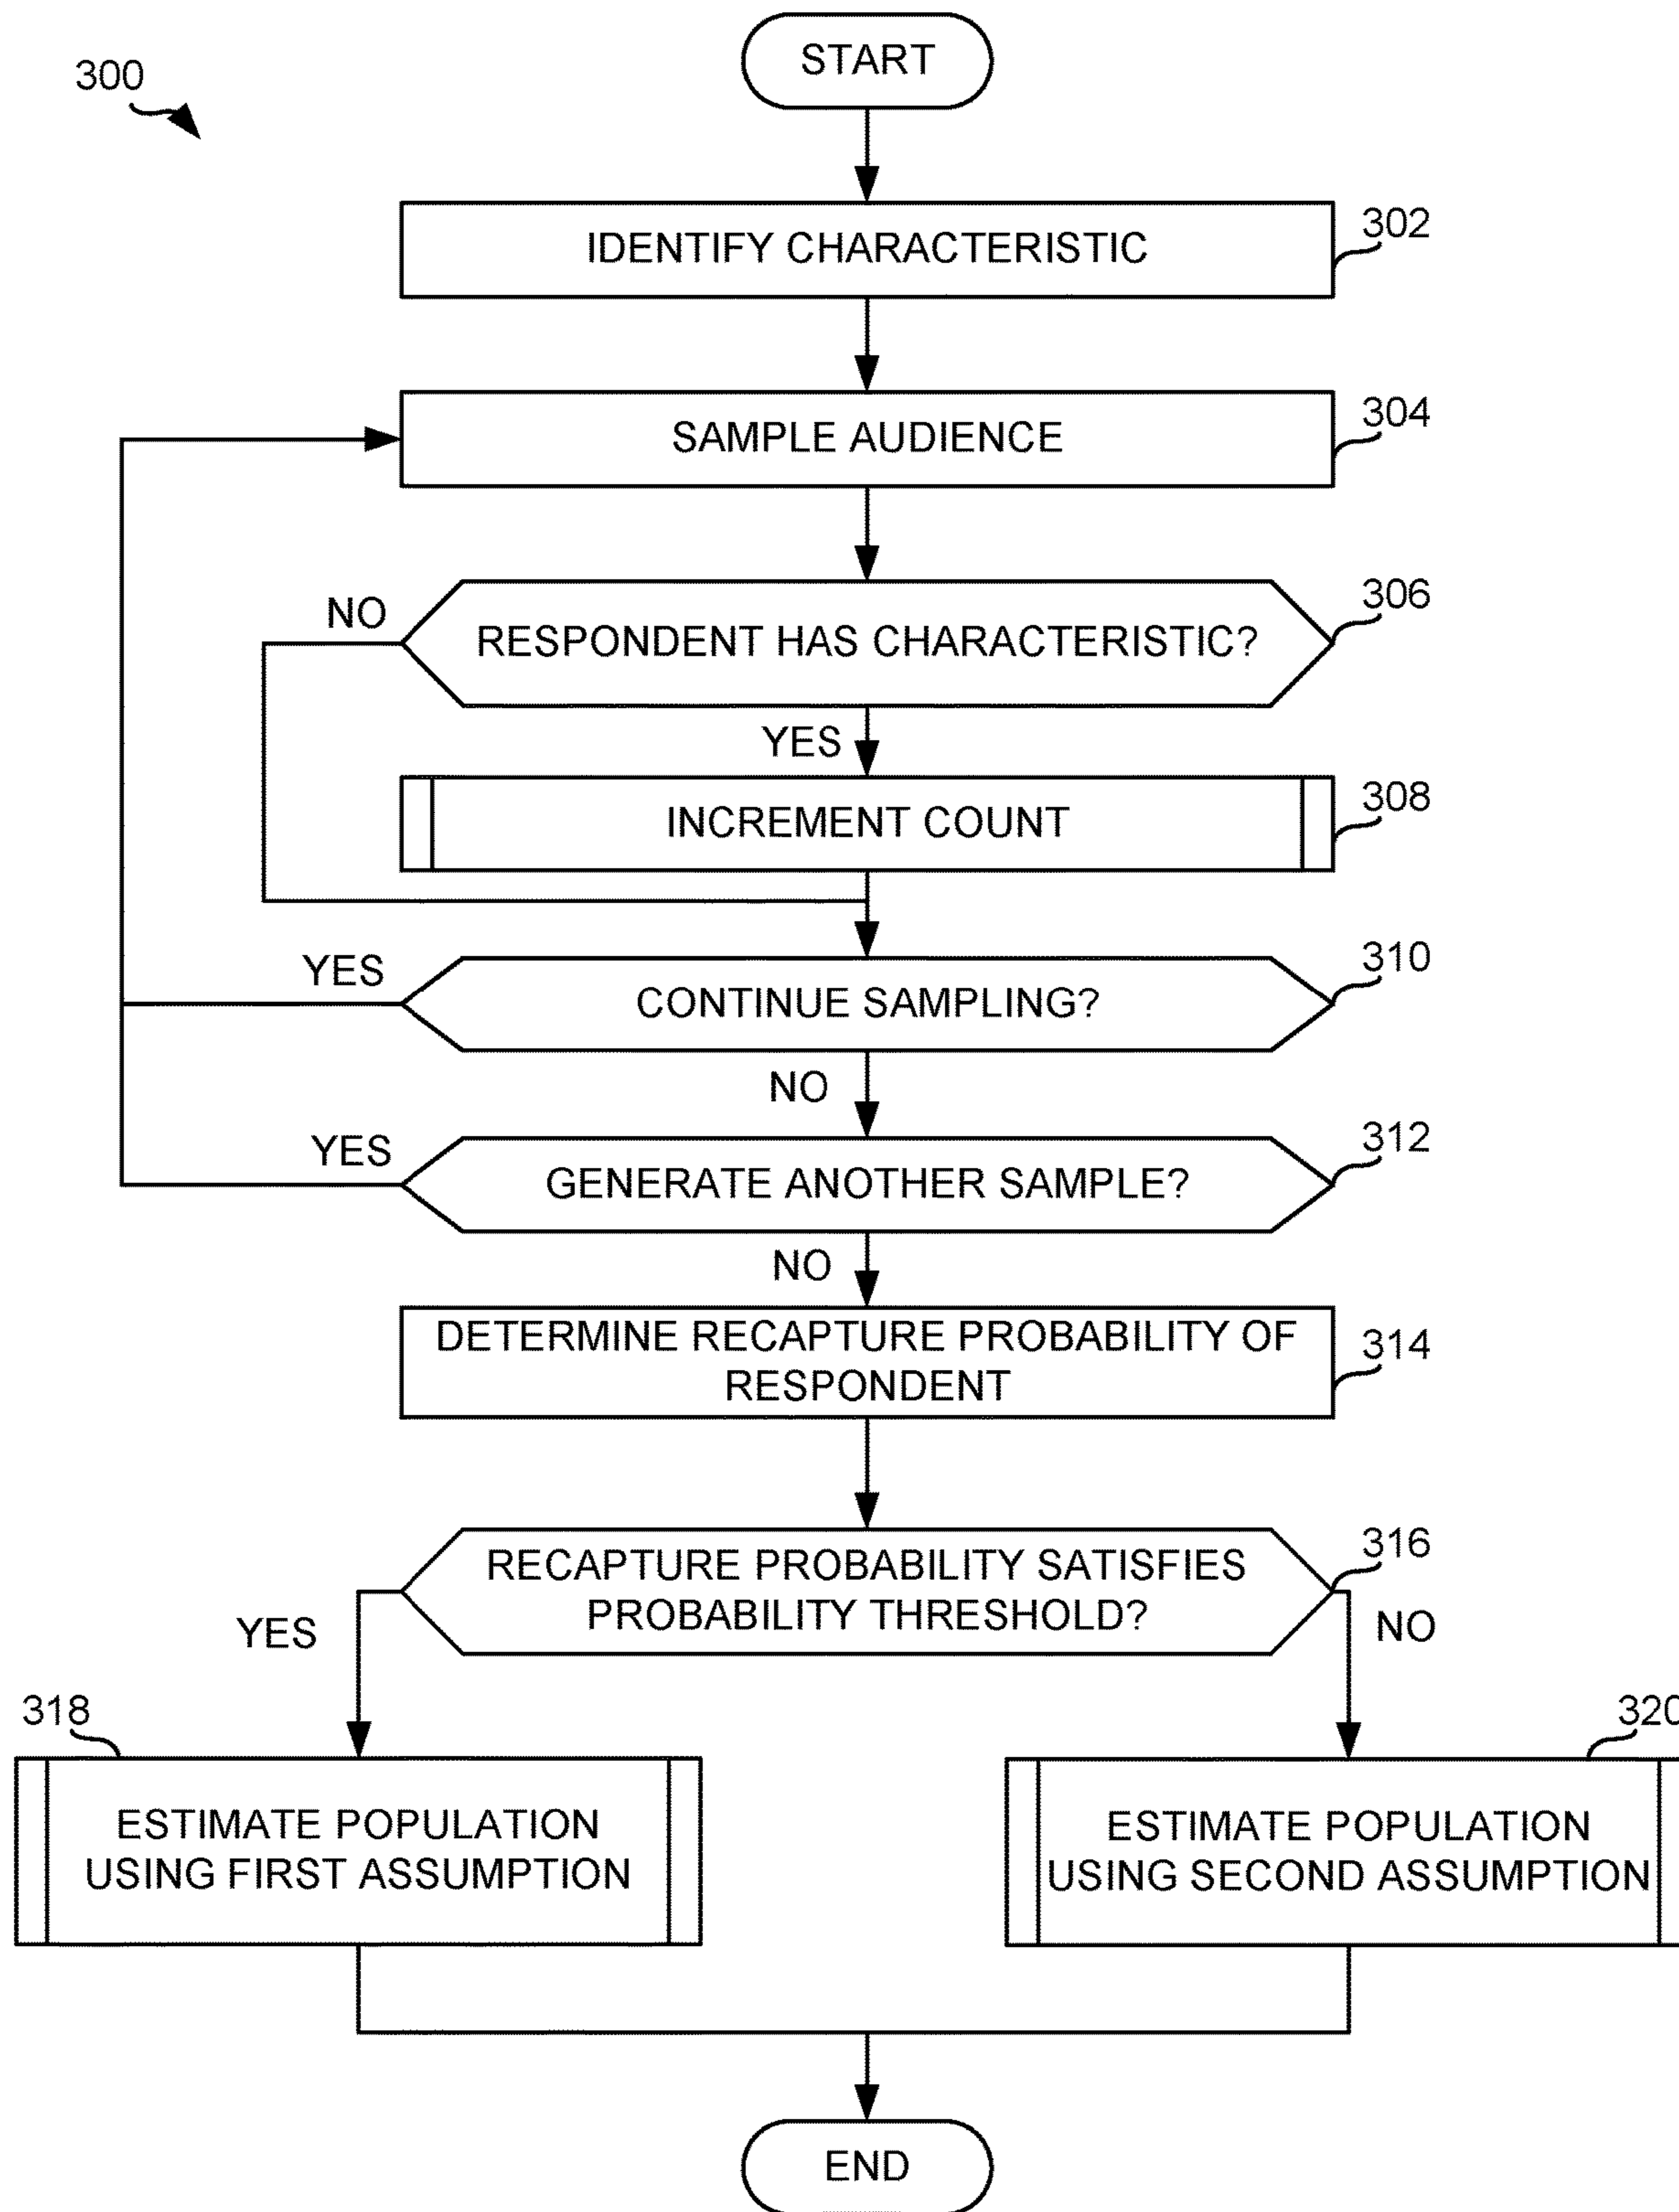 START
300
IDENTIFY CHARACTERISTIC
302
SAMPLE AUDIENCE
304
NO
RESPONDENT HAS CHARACTERISTIC?
306
YES
INCREMENT COUNT
308
YES
CONTINUE SAMPLING?
310
NO
YES
GENERATE ANOTHER SAMPLE?
312
NO
DETERMINE RECAPTURE PROBABILITY OF
RESPONDENT
314
RECAPTURE PROBABILITY SATISFIES
PROBABILITY THRESHOLD?
316
YES
NO
318
320
ESTIMATE POPULATION
USING FIRST ASSUMPTION
ESTIMATE POPULATION
USING SECOND ASSUMPTION
END